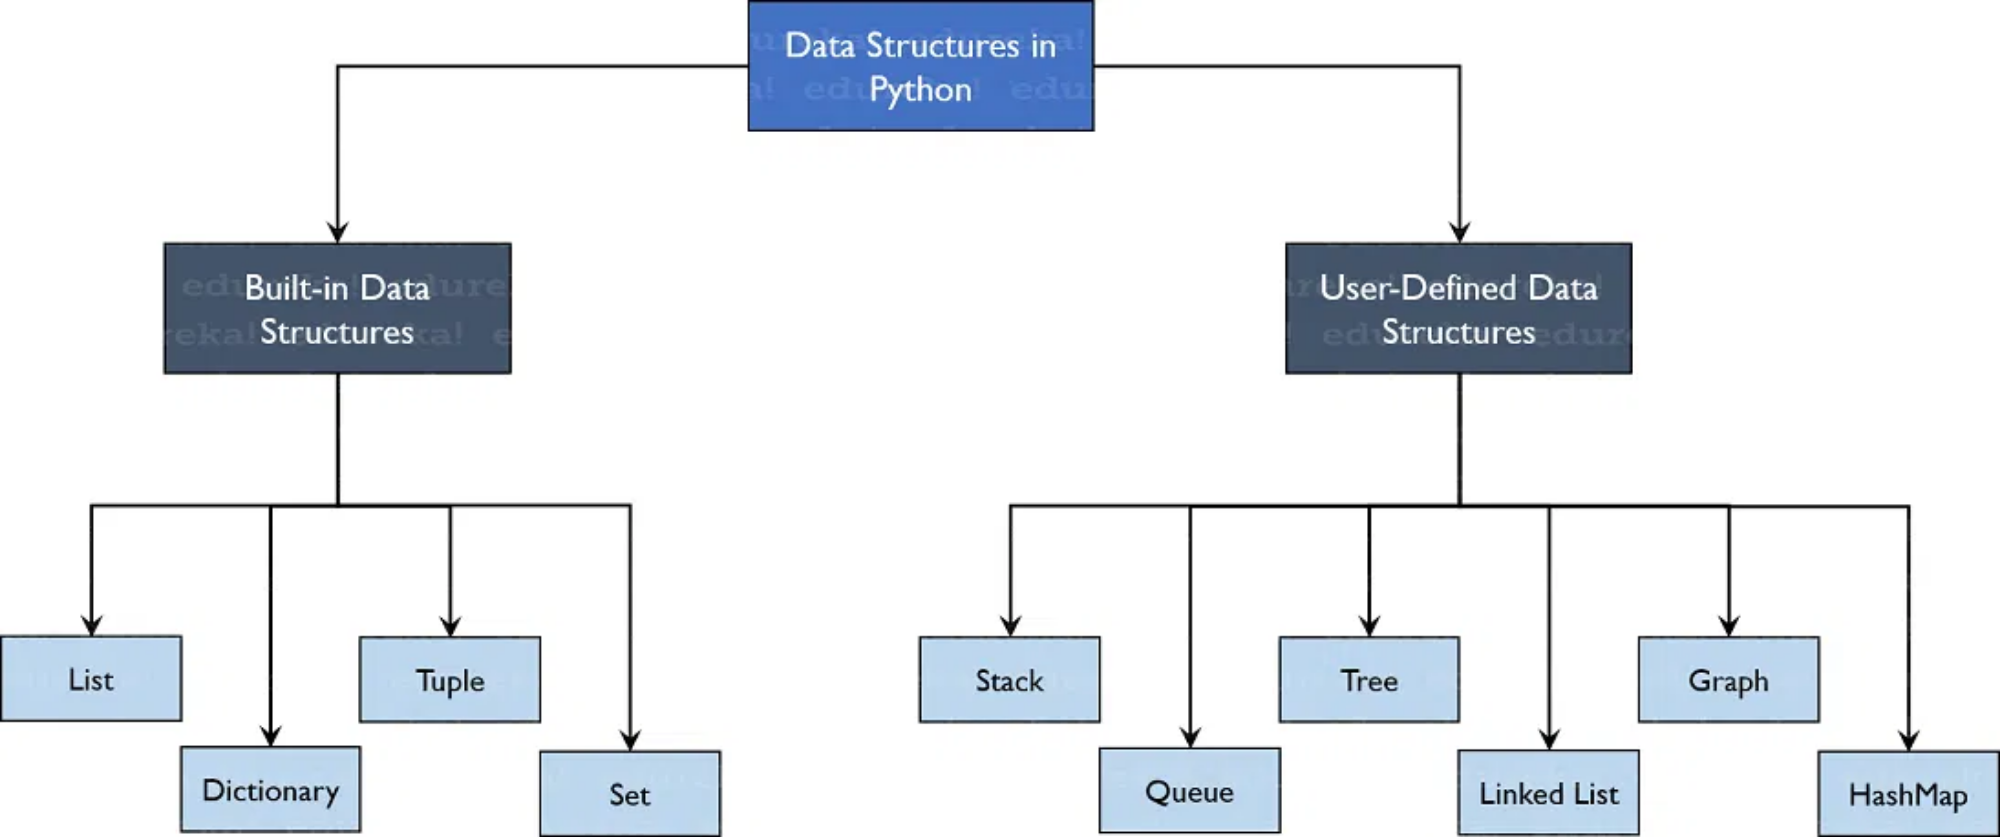 Data Structures in
Python
Built-in Data
Structures
User-Defined Data
Structures
List
Tuple
Dictionary
Set
Stack
Tree
Graph
Queue
Linked List
HashMap